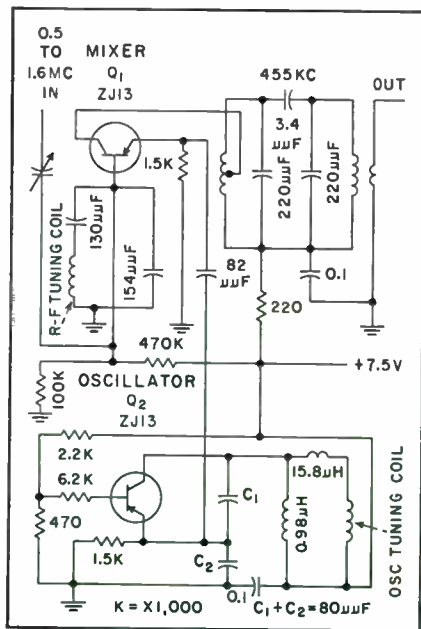 0.5
TO
1.6MC
IN
MIXER
Q₁
ZJ13
455KC
OUT
3.4
μμF
1.5K
220μμF
220μμF
130μμF
154μμF
R-F TUNING COIL
82
μμF
0.1
220
470K
+7.5V
100K
OSCILLATOR
Q₂
ZJ13
2.2K
6.2K
15.8μH
C₁
0.98μH
OSC TUNING COIL
470
1.5K
C₂
0.1
K = X1,000
C₁+C₂=80μμF